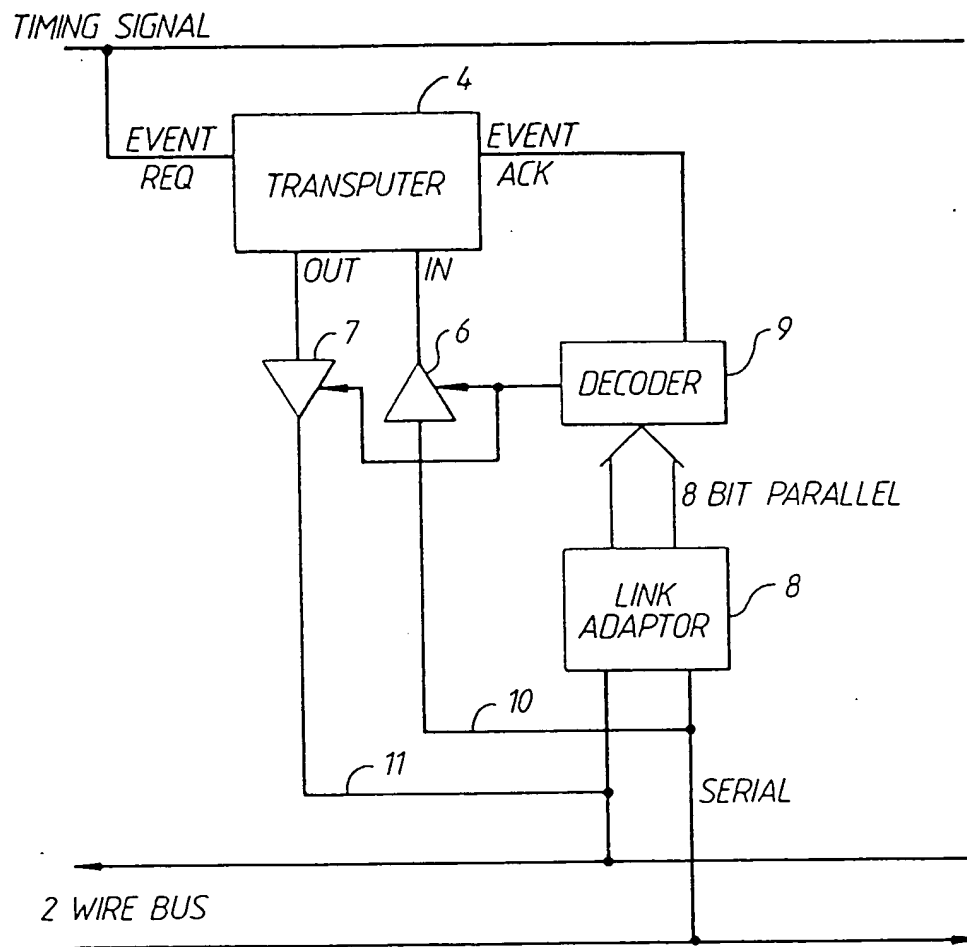 TIMING SIGNAL
4
EVENT
REQ
TRANSPUTER
EVENT
ACK
OUT
IN
7
6
9
DECODER
8 BIT PARALLEL
LINK
ADAPTOR
8
10
11
SERIAL
2 WIRE BUS